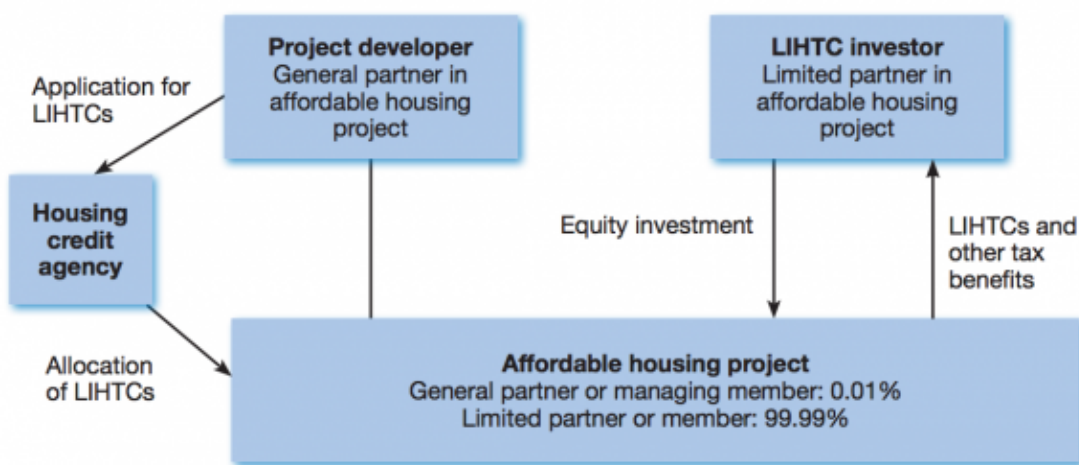 Project developer
General partner in
affordable housing
project
LIHTC investor
Limited partner in
affordable housing
project
Application for
LIHTCs
Housing
credit
agency
Equity investment
LIHTCs and
other tax
benefits
Allocation
of LIHTCs
Affordable housing project
General partner or managing member: 0.01%
Limited partner or member: 99.99%